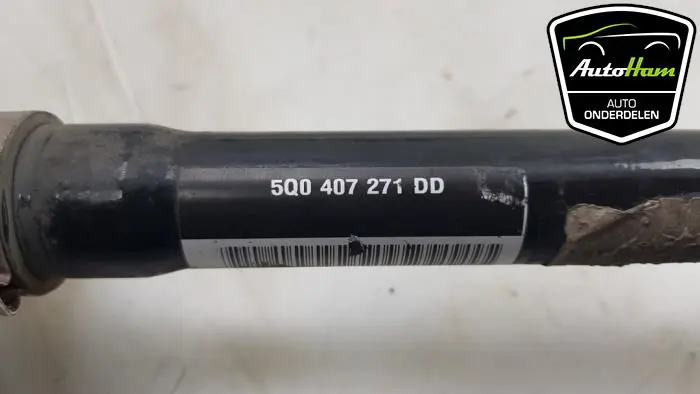 AutoHam
AUTO
ONDERDELEN
5Q0 407 271 DD